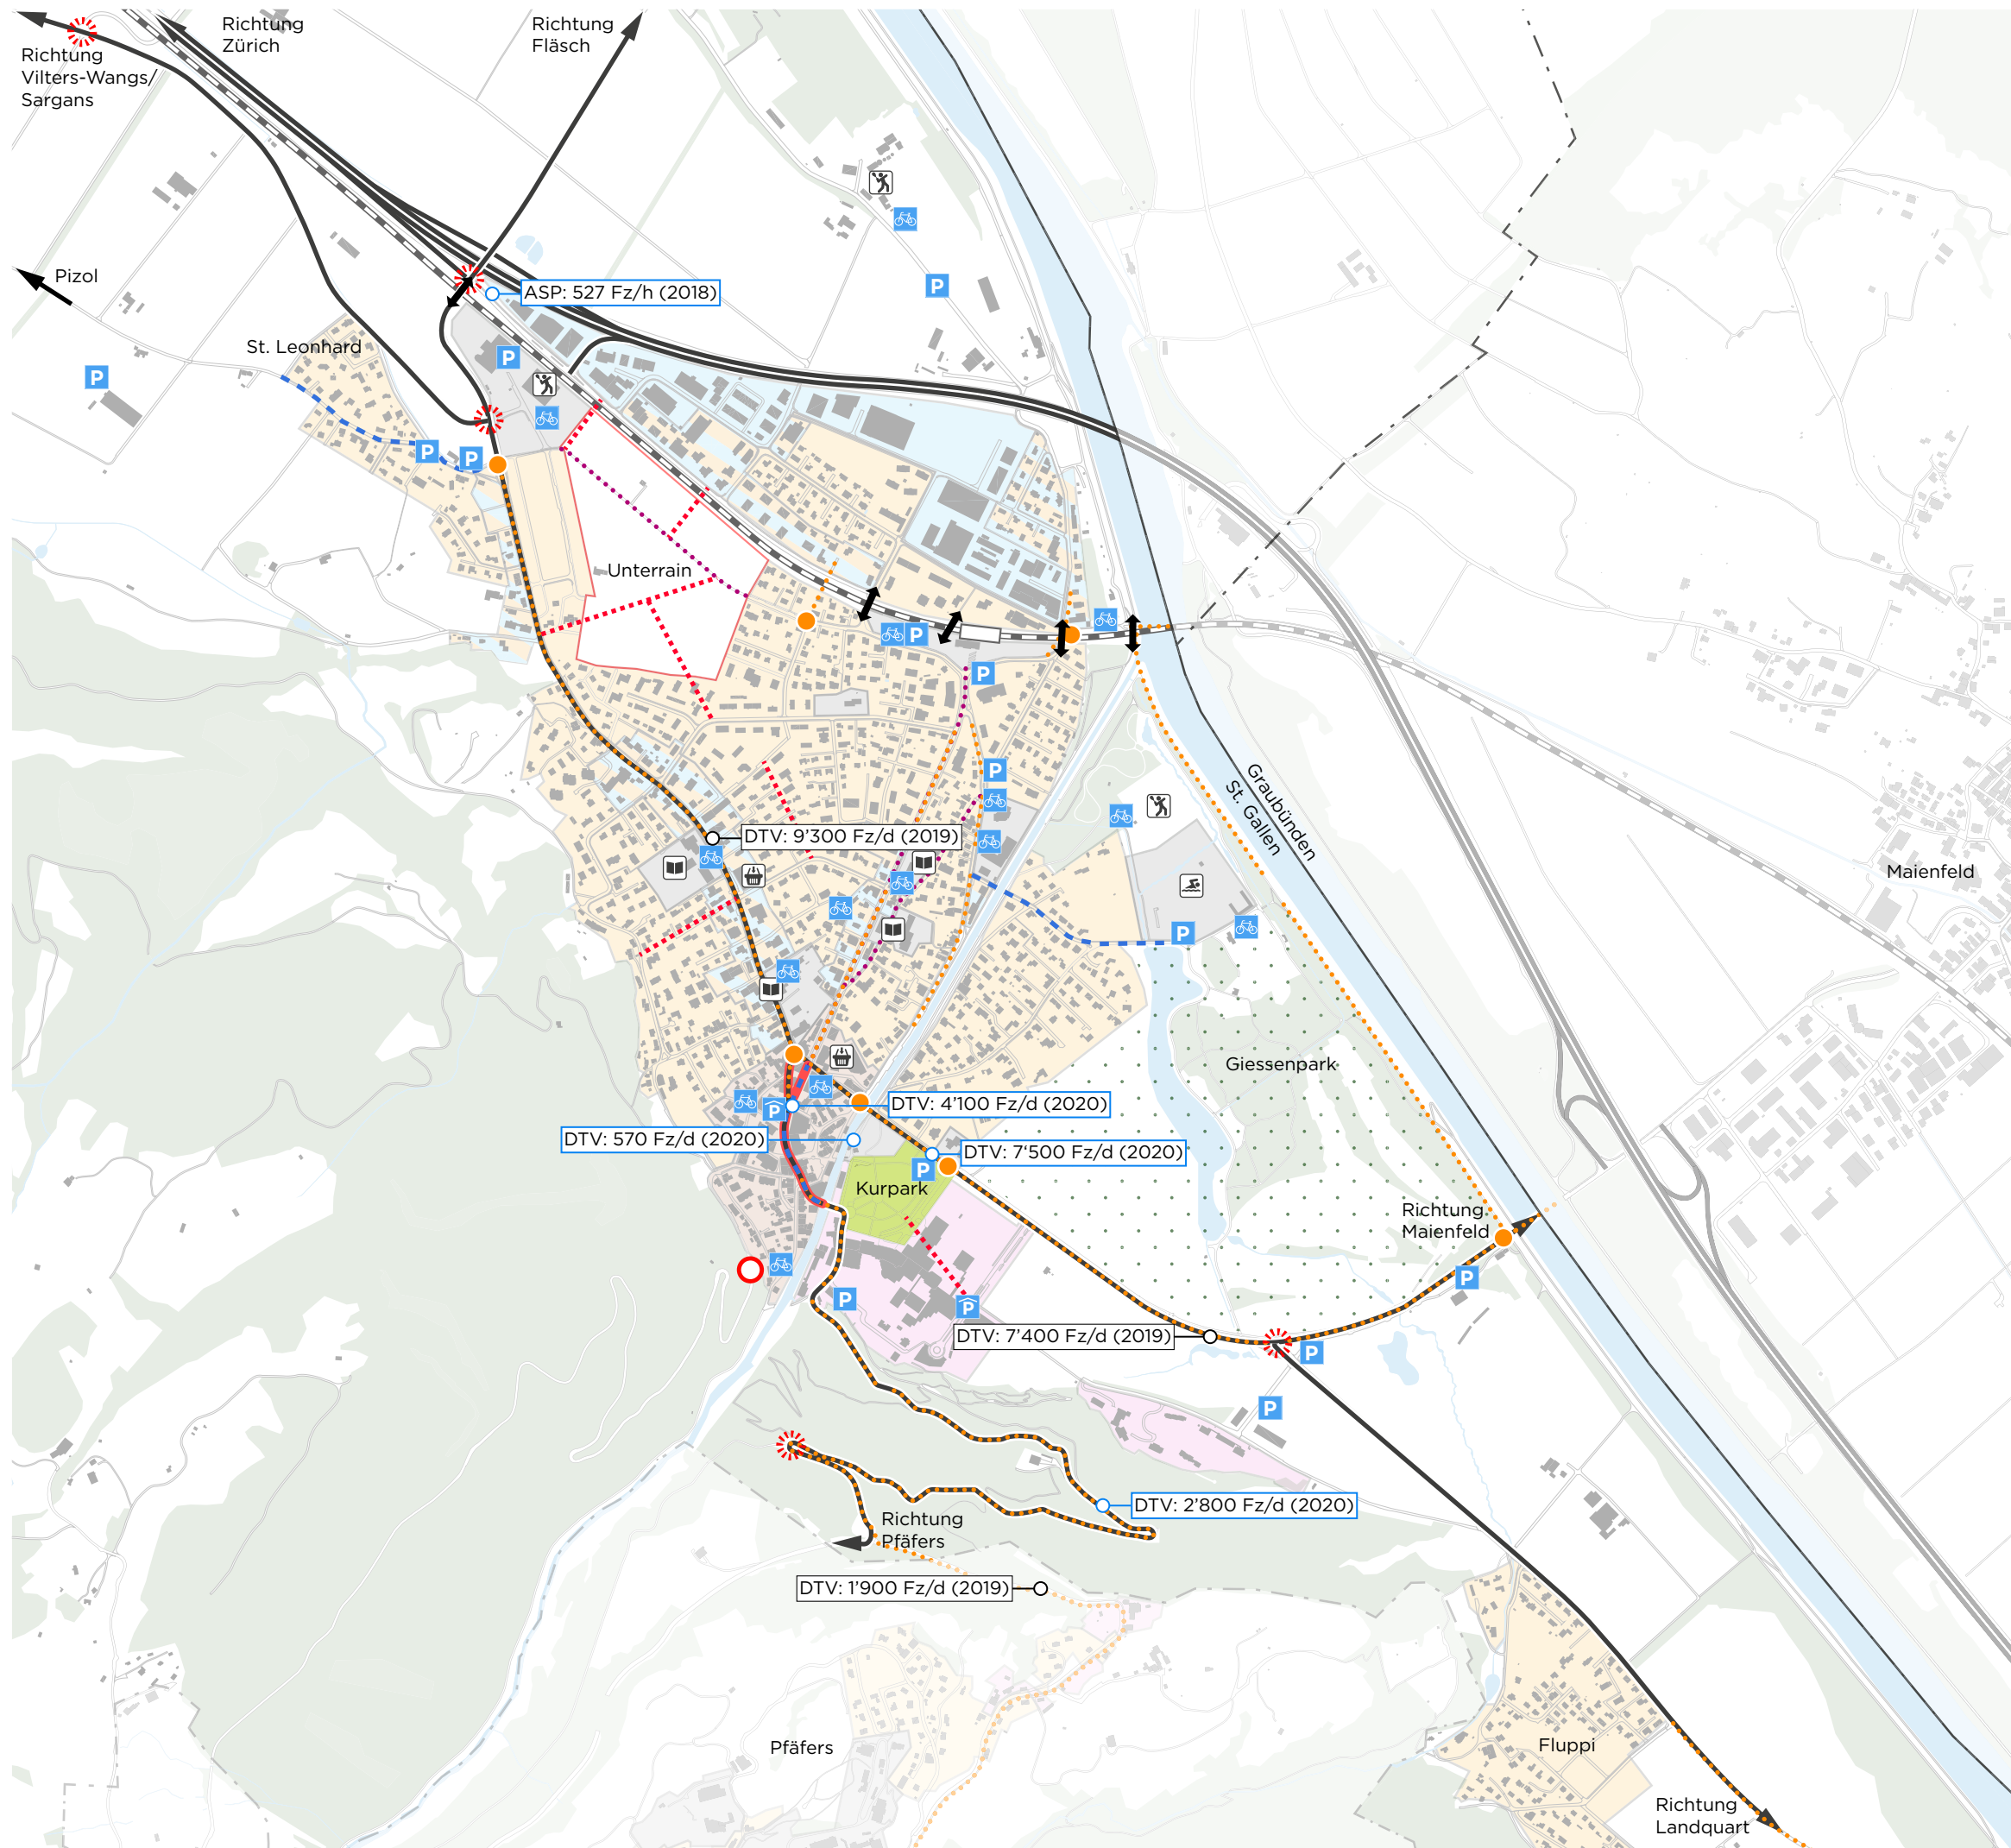 Richtung
Zürich
Richtung
Fläsch
Richtung
Vilters-Wangs/
Sargans
Pizol
ASP: 527 Fz/h (2018)
P
St. Leonhard
P
P
P
P
Unterrain
P
P
P
Graubünden
St. Gallen
DTV: 9’300 Fz/d (2019)
Maienfeld
P
Giessenpark
DTV: 4’100 Fz/d (2020)
P
DTV: 570 Fz/d (2020)
DTV: 7‘500 Fz/d (2020)
P
Kurpark
Richtung
Maienfeld
P
P
P
DTV: 7’400 Fz/d (2019)
P
P
DTV: 2’800 Fz/d (2020)
Richtung
Pfäfers
DTV: 1’900 Fz/d (2019)
Pfäfers
Fluppi
Richtung
Landquart